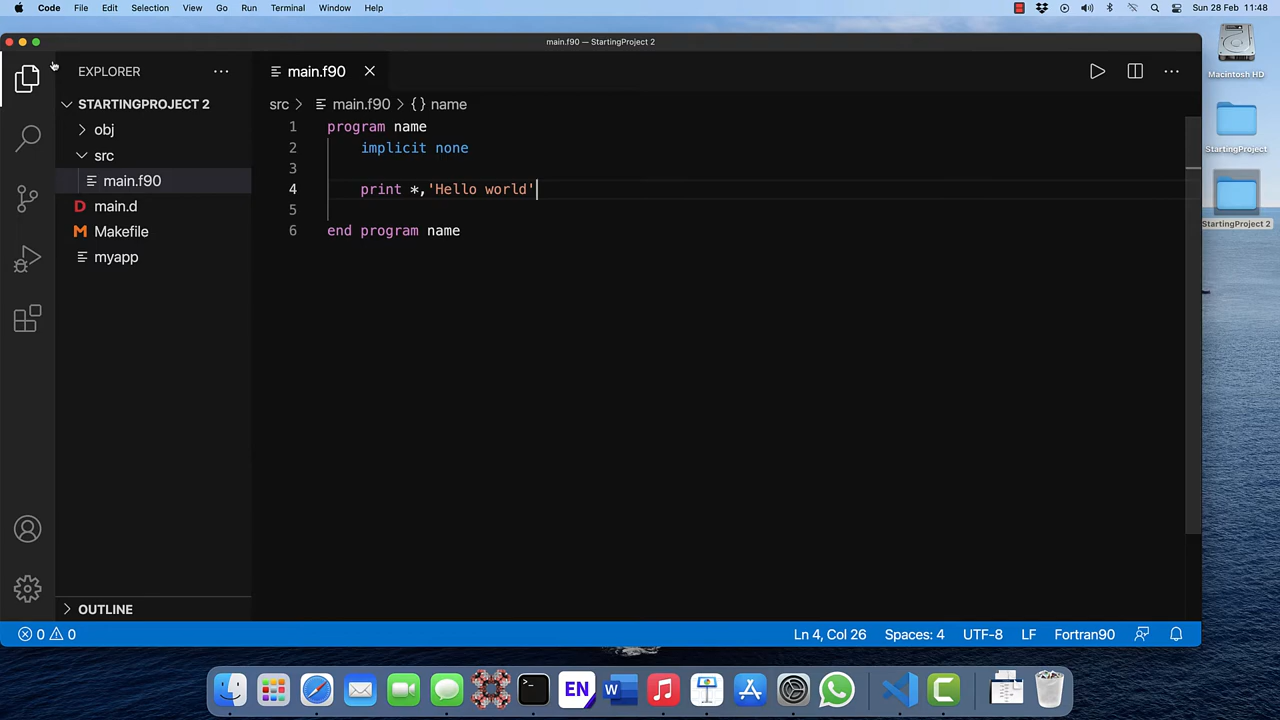 Code File Edit Selection View Go Run Terminal Window Help Sun 28 Feb 11:48
main.f90 — StartingProject 2
EXPLORER
main.f90
STARTINGPROJECT 2
obj
src
main.f90
main.d
Makefile
myapp
OUTLINE
src > main.f90 > {} name
1 program name
2 implicit none
3
4 print *,'Hello world'
5
6 end program name
Macintosh HD
StartingProject
StartingProject 2
0 0
Ln 4, Col 26 Spaces: 4 UTF-8 LF Fortran90
>_ EN W C